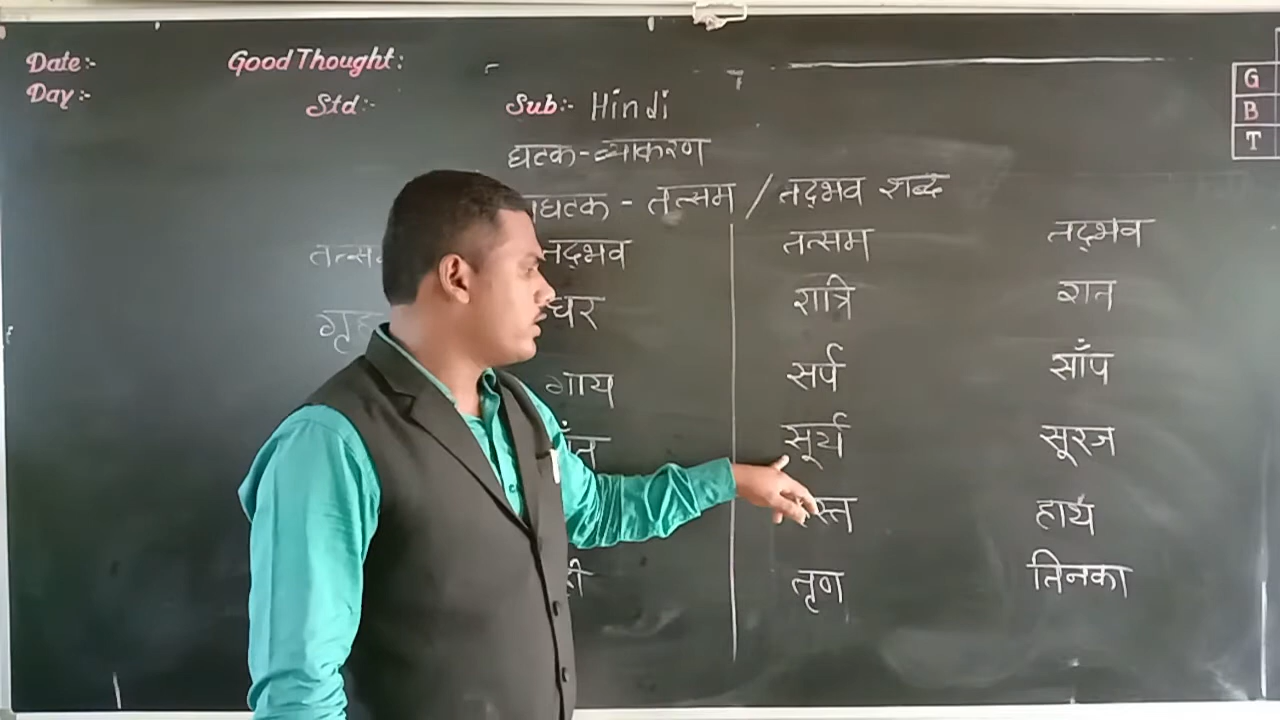 Date:-
Good Thought:
Day:-
Std:-
Sub:- Hindi
G
B
T
घटक - व्याकरण
घटक - तत्सम / तद्भव शब्द
तद्भव तत्सम तद्भव
गृह घर रात्रि रात
गाय सर्प साँप
सूर्य सूरज
हाथ
तृण तिनका